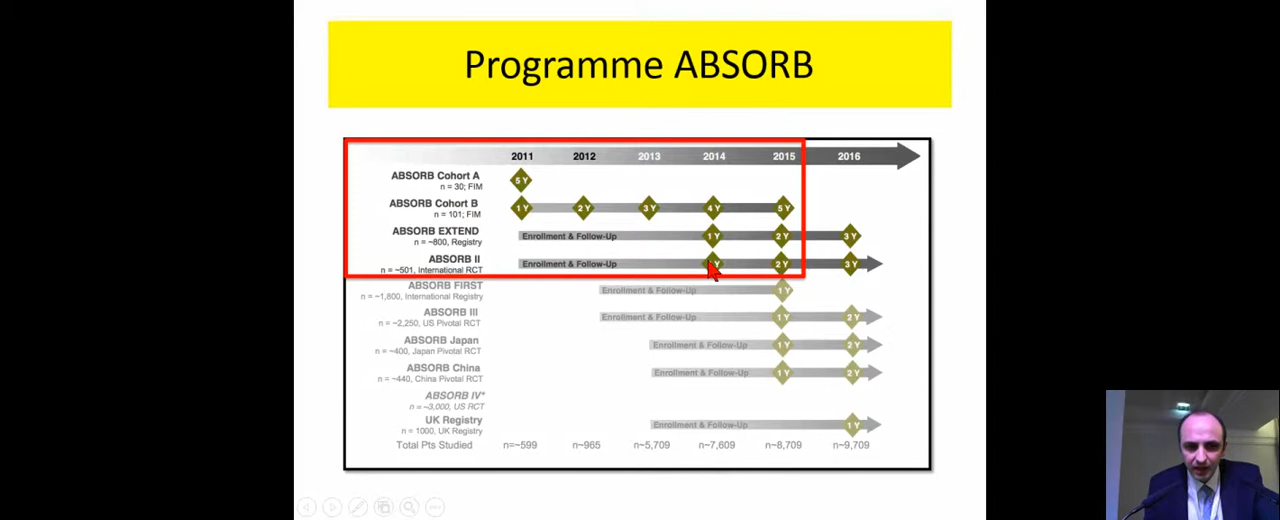 Programme ABSORB
2011 2012 2013 2014 2015 2016
ABSORB Cohort A
n = 30; FIM
5 Y
ABSORB Cohort B
n = 101; FIM
1 Y 2 Y 3 Y 4 Y 5 Y
ABSORB EXTEND
n = ~800, Registry
Enrollment & Follow-Up 1 Y 2 Y 3 Y
ABSORB II
n = ~501, International RCT
Enrollment & Follow-Up Y 2 Y 3 Y
ABSORB FIRST
n = ~1,800, International Registry
Enrollment & Follow-Up 1 Y
ABSORB III
n = ~2,250, US Pivotal RCT
Enrollment & Follow-Up 1 Y 2 Y
ABSORB Japan
n = ~400, Japan Pivotal RCT
Enrollment & Follow-Up 1 Y 2 Y
ABSORB China
n = ~440, China Pivotal RCT
Enrollment & Follow-Up 1 Y 2 Y
ABSORB IV*
n = ~3,000, US RCT
UK Registry
n = 1000, UK Registry
Enrollment & Follow-Up 1 Y
Total Pts Studied n=~599 n~965 n~5,709 n~7,609 n~8,709 n~9,709